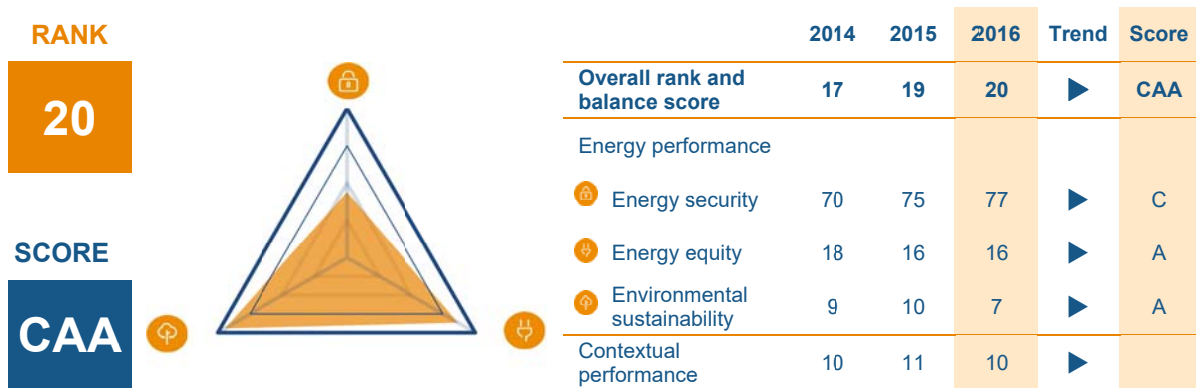 RANK
20
SCORE
CAA
2014 2015 2016 Trend Score
Overall rank and
balance score 17 19 20 CAA
Energy performance
Energy security 70 75 77 C
Energy equity 18 16 16 A
Environmental
sustainability 9 10 7 A
Contextual
performance 10 11 10